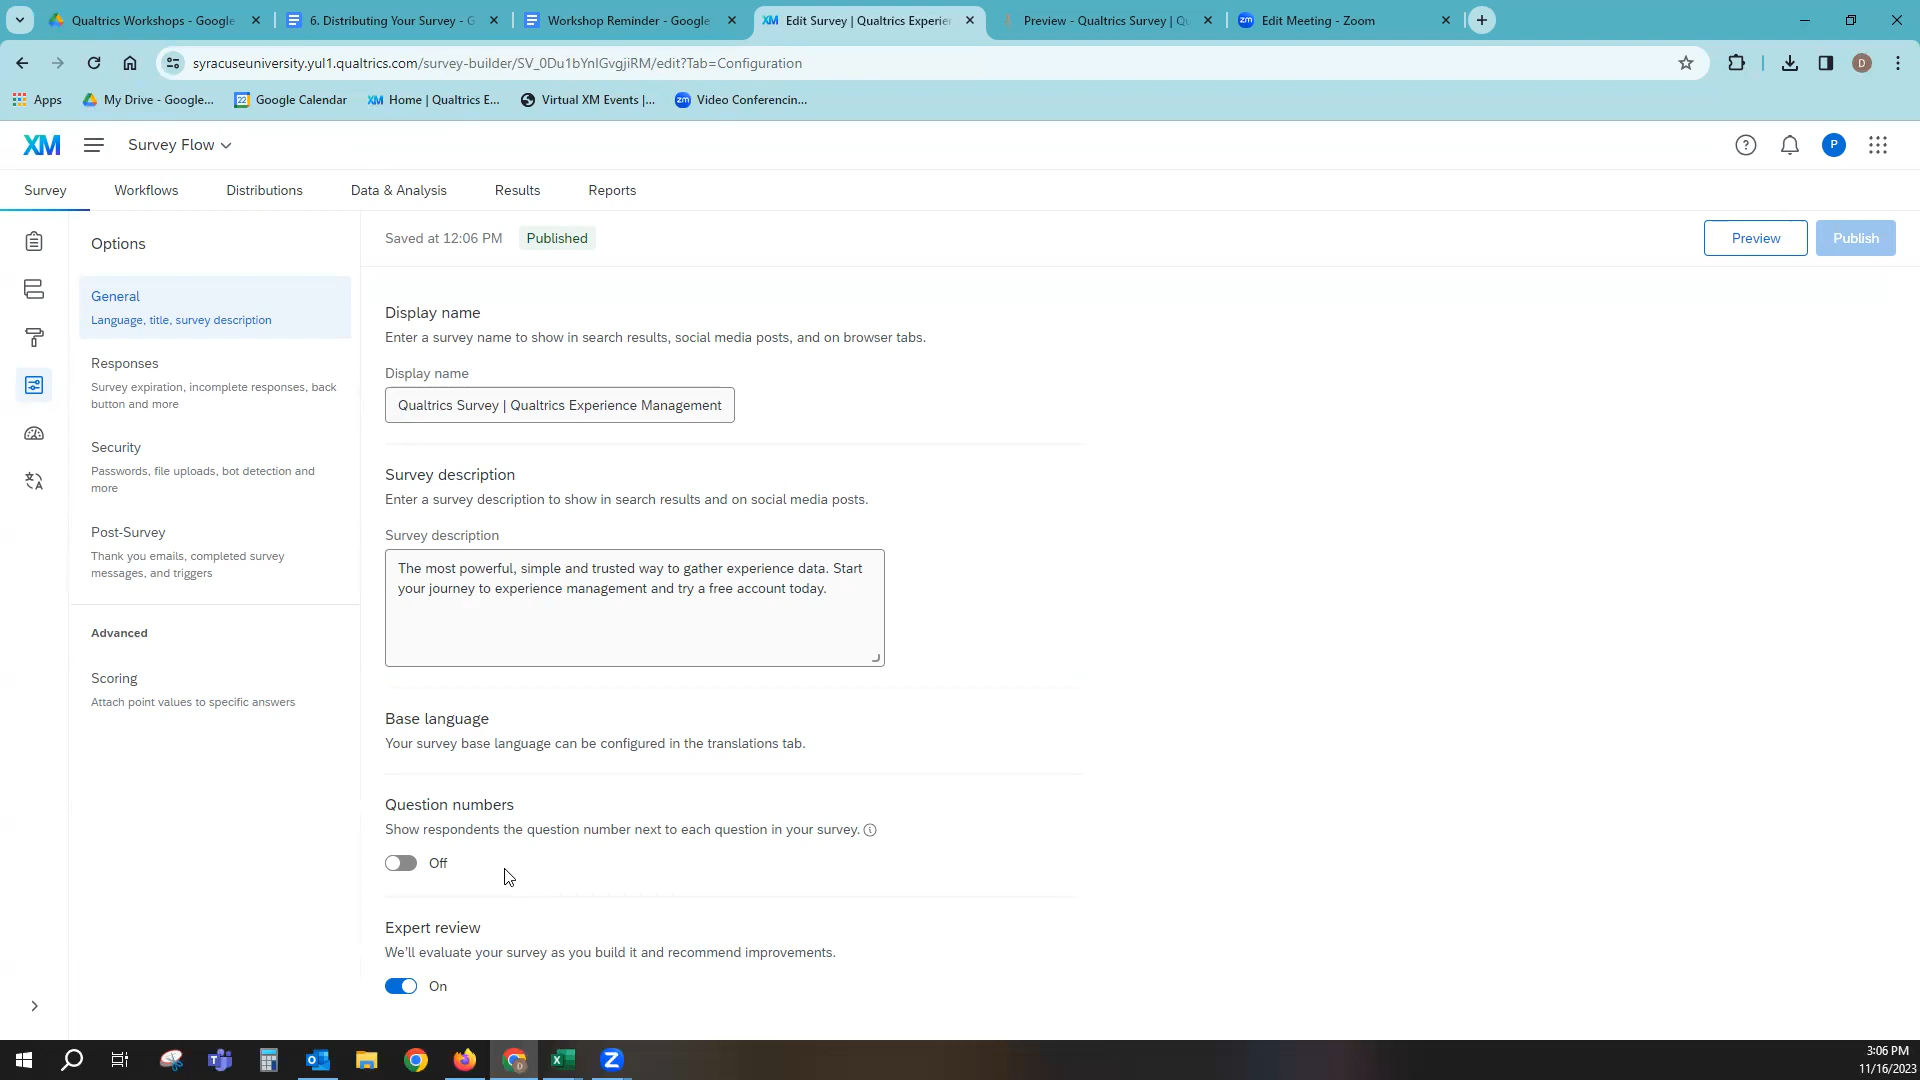 Qualtrics Workshops - Google
6. Distributing Your Survey - G
Workshop Reminder - Google
XM Edit Survey | Qualtrics Experien
Preview - Qualtrics Survey | Qu
zm Edit Meeting - Zoom
syracuseuniversity.yul1.qualtrics.com/survey-builder/SV_0Du1bYnlGvgjiRM/edit?Tab=Configuration
D
Apps
My Drive - Google...
22 Google Calendar
XM Home | Qualtrics E...
Virtual XM Events |...
zm Video Conferencin...
XM
Survey Flow
?
P
Survey
Workflows
Distributions
Data & Analysis
Results
Reports
Options
General
Language, title, survey description
Responses
Survey expiration, incomplete responses, back
button and more
Security
Passwords, file uploads, bot detection and
more
Post-Survey
Thank you emails, completed survey
messages, and triggers
Advanced
Scoring
Attach point values to specific answers
Saved at 12:06 PM
Published
Preview
Publish
Display name
Enter a survey name to show in search results, social media posts, and on browser tabs.
Display name
Qualtrics Survey | Qualtrics Experience Management
Survey description
Enter a survey description to show in search results and on social media posts.
Survey description
The most powerful, simple and trusted way to gather experience data. Start
your journey to experience management and try a free account today.
Base language
Your survey base language can be configured in the translations tab.
Question numbers
Show respondents the question number next to each question in your survey.
Off
Expert review
We'll evaluate your survey as you build it and recommend improvements.
On
3:06 PM
11/16/2023